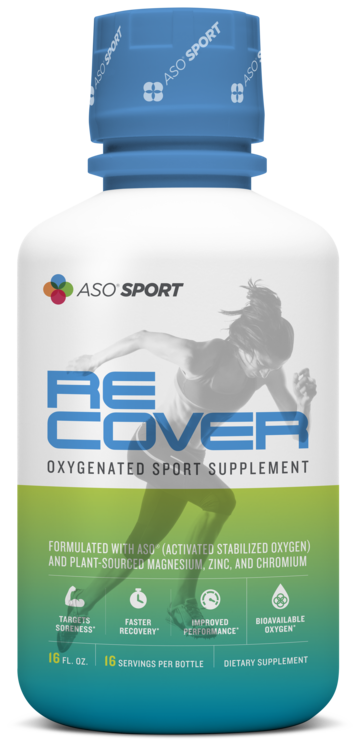 ASO SPORT
ASO SPORT
ASO SPORT
ASO® SPORT
RE
COVER
OXYGENATED SPORT SUPPLEMENT
FORMULATED WITH ASO® (ACTIVATED STABILIZED OXYGEN)
AND PLANT-SOURCED MAGNESIUM, ZINC, AND CHROMIUM
TARGETS SORENESS*
FASTER RECOVERY*
IMPROVED PERFORMANCE*
BIOAVAILABLE OXYGEN*
16 FL. OZ. 16 SERVINGS PER BOTTLE DIETARY SUPPLEMENT